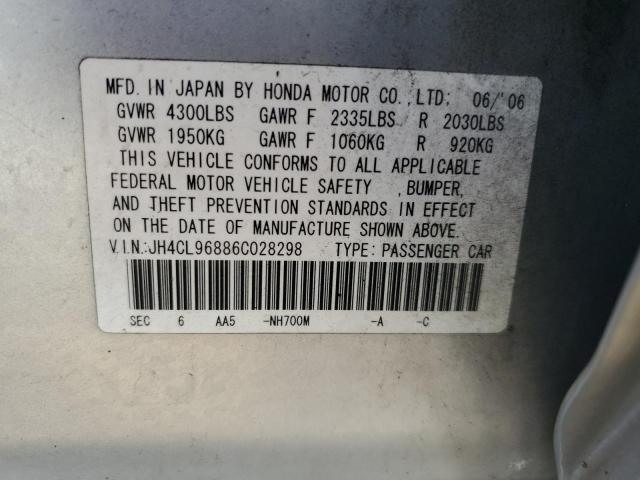 MFD. IN JAPAN BY HONDA MOTOR CO.,LTD: 06/'06
GVWR 4300LBS GAWR F 2335LBS R 2030LBS
GVWR 1950KG GAWR F 1060KG R 920KG
THIS VEHICLE CONFORMS TO ALL APPLICABLE
FEDERAL MOTOR VEHICLE SAFETY ,BUMPER,
AND THEFT PREVENTION STANDARDS IN EFFECT
ON THE DATE OF MANUFACTURE SHOWN ABOVE.
V.I.N.:JH4CL96886C028298 TYPE: PASSENGER CAR
SEC 6 AA5 -NH700M -A -C